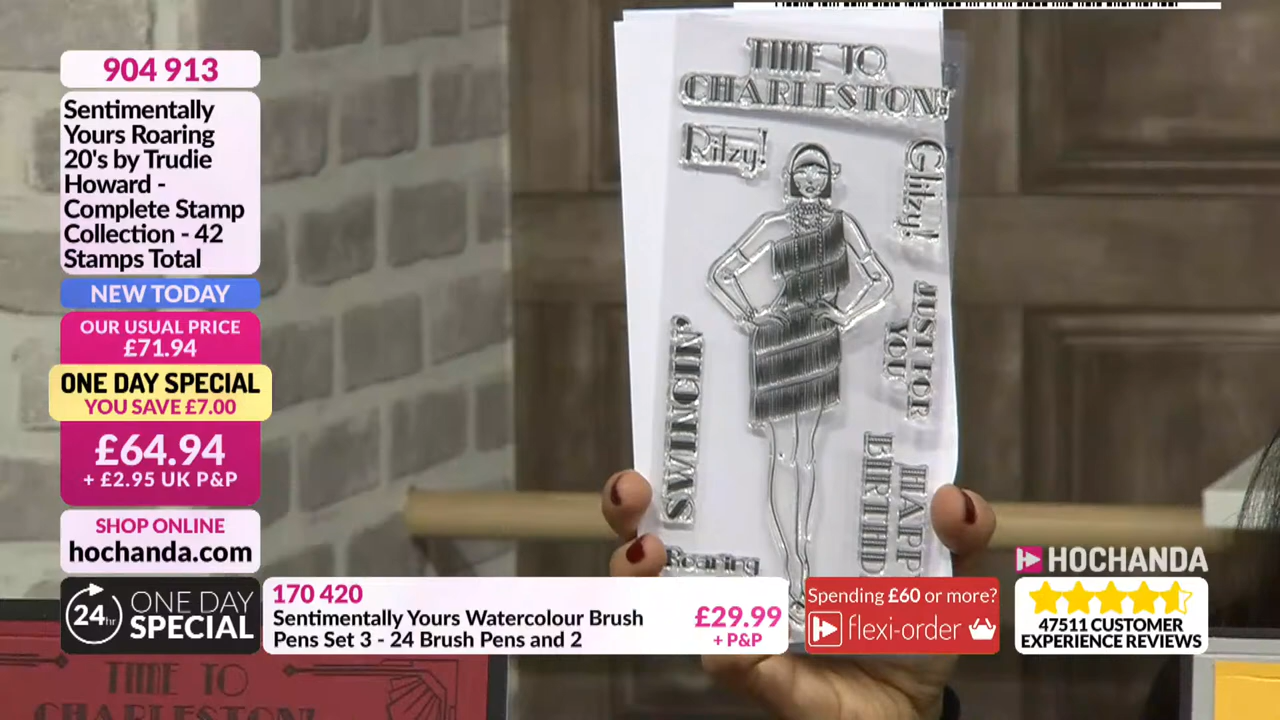 904 913
Sentimentally
Yours Roaring
20's by Trudie
Howard -
Complete Stamp
Collection - 42
Stamps Total
NEW TODAY
OUR USUAL PRICE
£71.94
ONE DAY SPECIAL
YOU SAVE £7.00
£64.94
+ £2.95 UK P&P
SHOP ONLINE
hochanda.com
24hr
ONE DAY
SPECIAL
170 420
Sentimentally Yours Watercolour Brush
Pens Set 3 - 24 Brush Pens and 2
£29.99
+ P&P
Spending £60 or more?
flexi-order
HOCHANDA
47511 CUSTOMER
EXPERIENCE REVIEWS
TIME TO
CHARLESTON!
Ritzy!
Glitzy!
JUST FOR
YOU
SWINGIN'
HAPP
BIRTHD
Roaring
TIME TO
CHARLESTON!